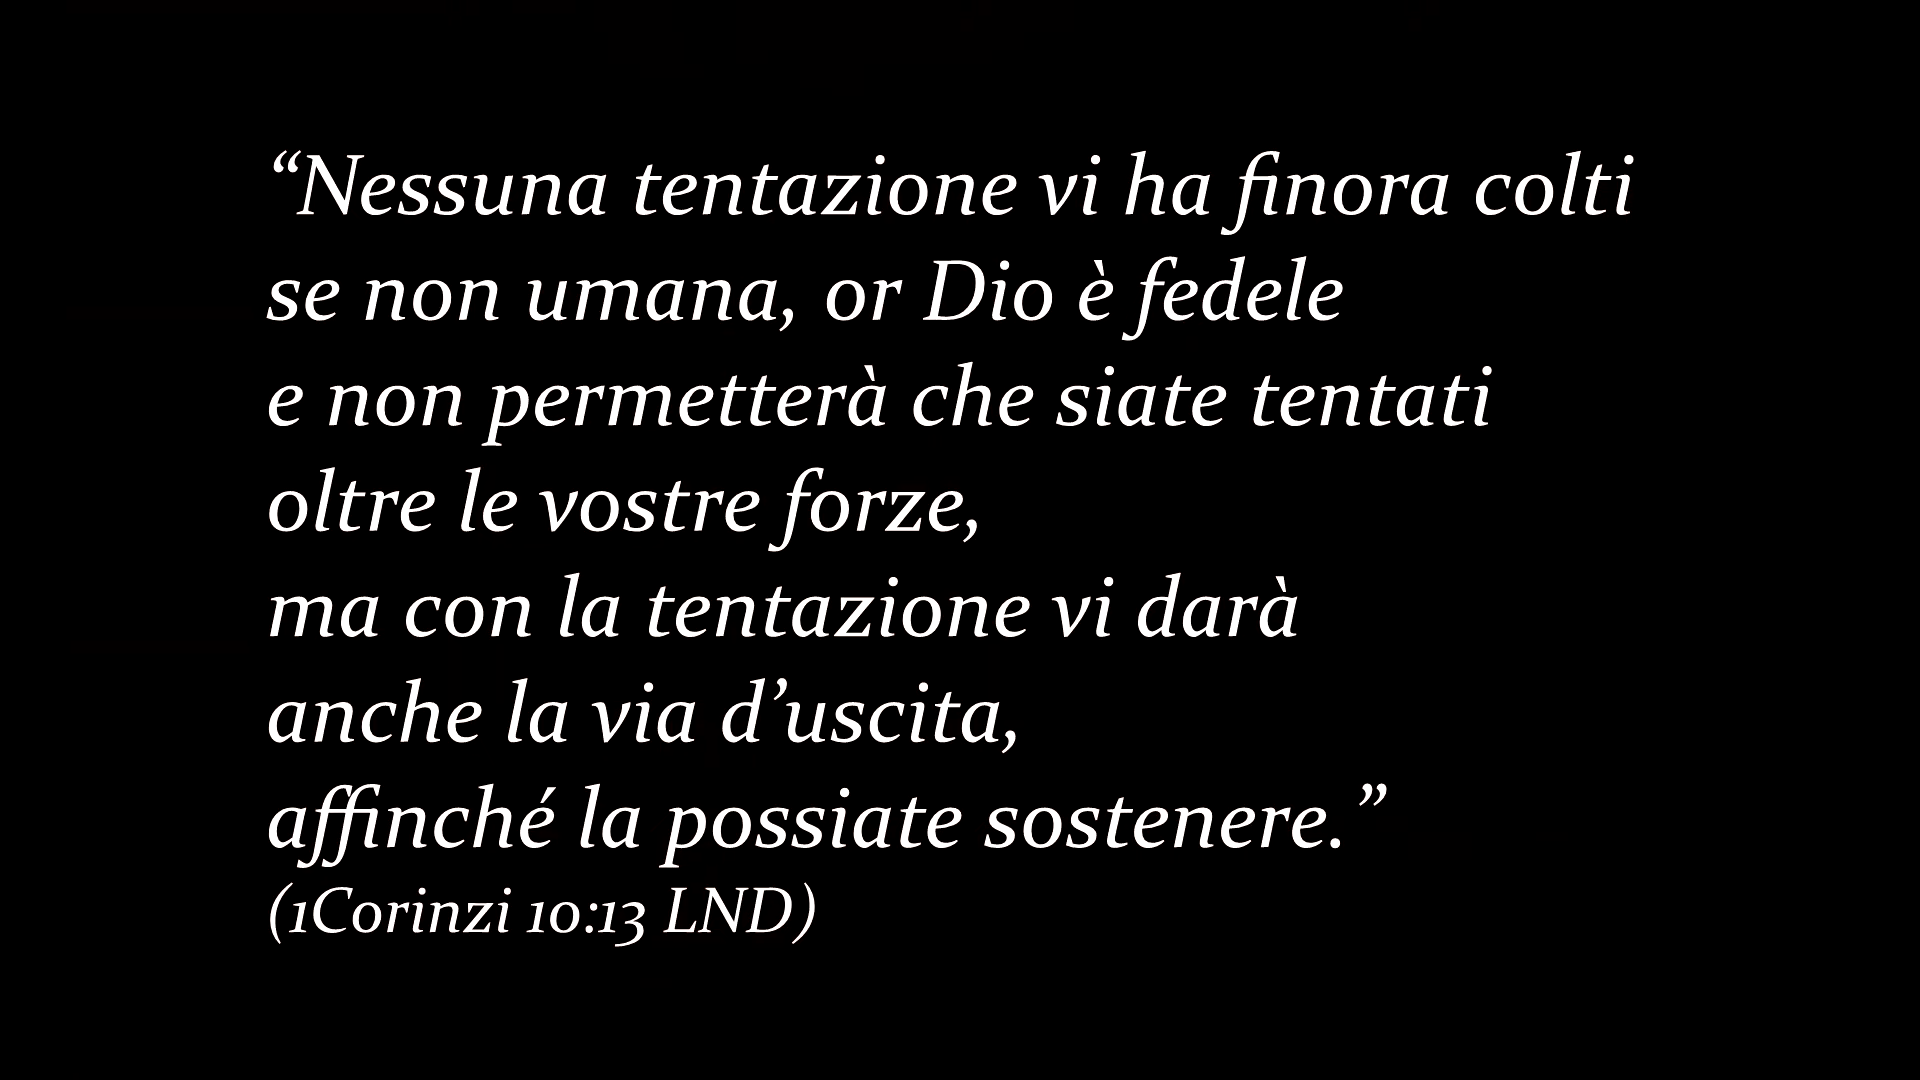 “Nessuna tentazione vi ha finora colti
se non umana, or Dio è fedele
e non permetterà che siate tentati
oltre le vostre forze,
ma con la tentazione vi darà
anche la via d’uscita,
affinché la possiate sostenere.”
(1Corinzi 10:13 LND)